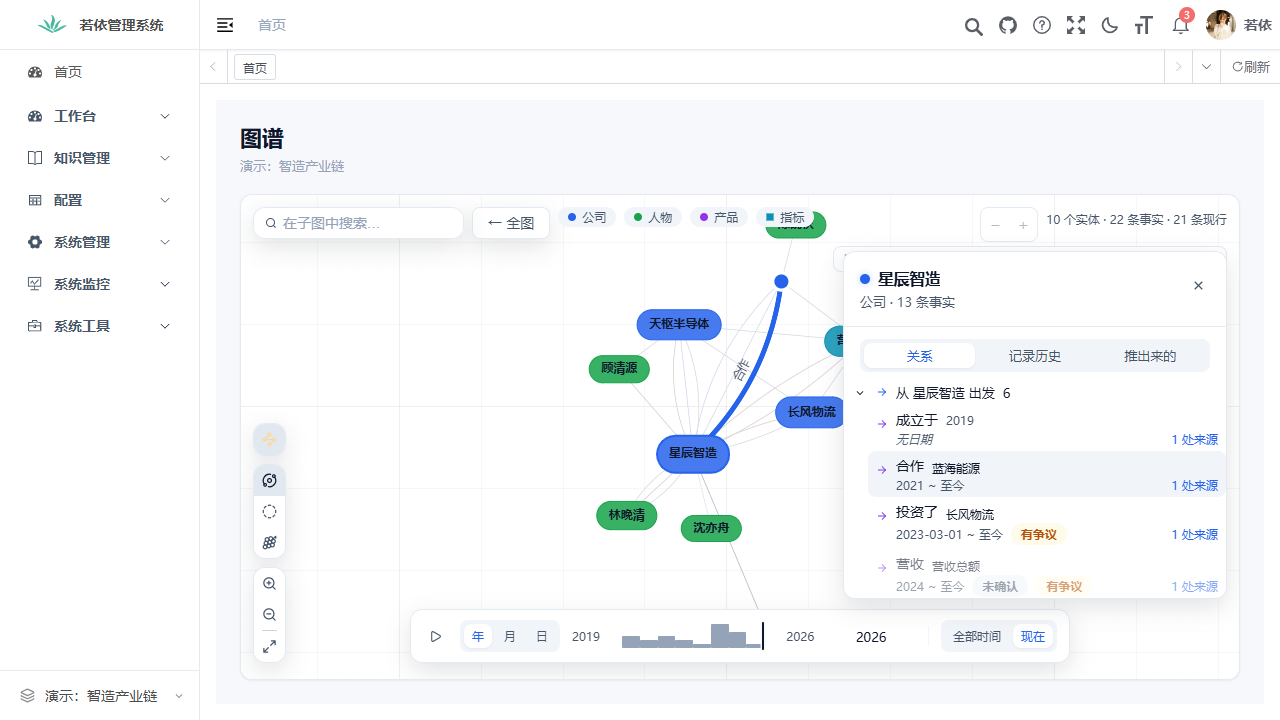 若依管理系统
首页
3
若依
首页
刷新
首页
工作台
知识管理
配置
系统管理
系统监控
系统工具
演示：智造产业链
图谱
演示：智造产业链
在子图中搜索...
← 全图
公司
人物
产品
指标
10 个实体 · 22 条事实 · 21 条现行
天枢半导体
顾清源
合作
长风物流
星辰智造
林晚清
沈亦舟
星辰智造
公司 · 13 条事实
关系
记录历史
推出来的
从 星辰智造 出发 6
成立于 2019
无日期
1 处来源
合作 蓝海能源
2021 ~ 至今
1 处来源
投资了 长风物流
2023-03-01 ~ 至今 有争议
1 处来源
营收 营收总额
2024 ~ 至今 未确认 有争议
1 处来源
年
月
日
2019
2026
2026
全部时间
现在